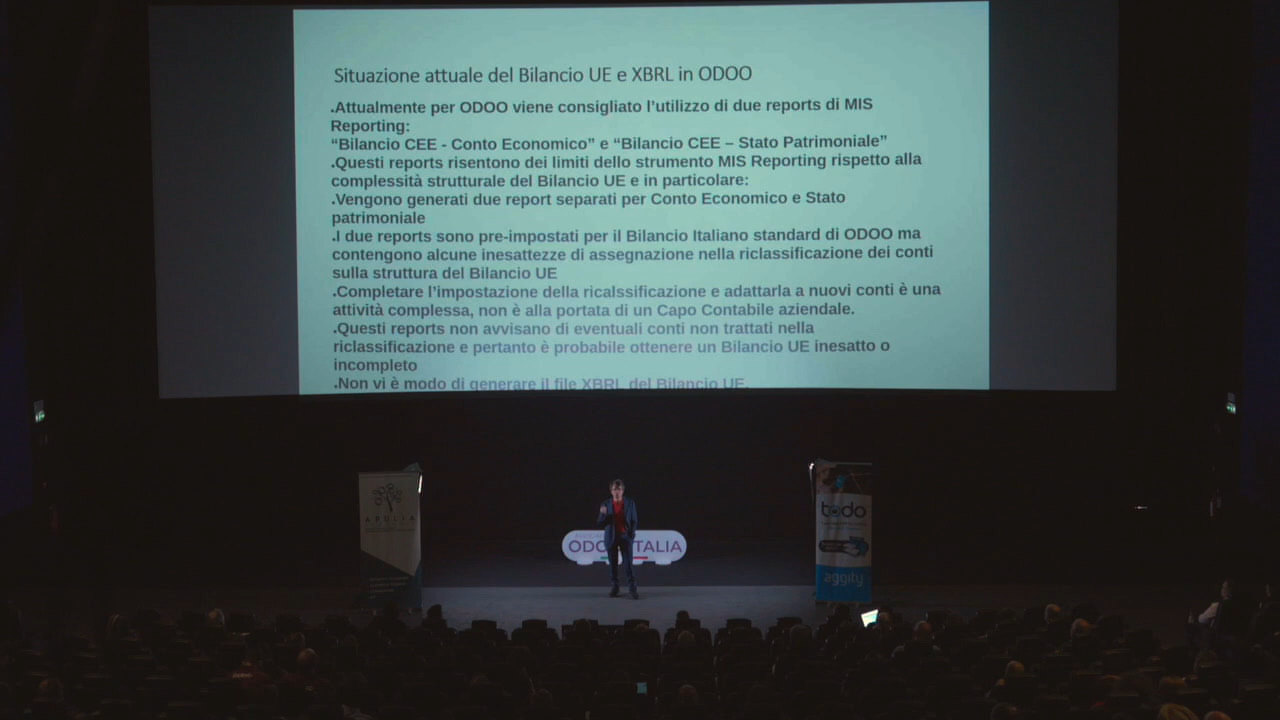 Situazione attuale del Bilancio UE e XBRL in ODOO
.Attualmente per ODOO viene consigliato l'utilizzo di due reports di MIS
Reporting:
“Bilancio CEE - Conto Economico” e “Bilancio CEE – Stato Patrimoniale”
.Questi reports risentono dei limiti dello strumento MIS Reporting rispetto alla
complessità strutturale del Bilancio UE e in particolare:
.Vengono generati due report separati per Conto Economico e Stato
patrimoniale
.I due reports sono pre-impostati per il Bilancio Italiano standard di ODOO ma
contengono alcune inesattezze di assegnazione nella riclassificazione dei conti
sulla struttura del Bilancio UE
.Completare l'impostazione della ricalssificazione e adattarla a nuovi conti è una
attività complessa, non è alla portata di un Capo Contabile aziendale.
.Questi reports non avvisano di eventuali conti non trattati nella
riclassificazione e pertanto è probabile ottenere un Bilancio UE inesatto o
incompleto
.Non vi è modo di generare il file XBRL del Bilancio UE.
APULIA
todo
ODO TALIA
aggity